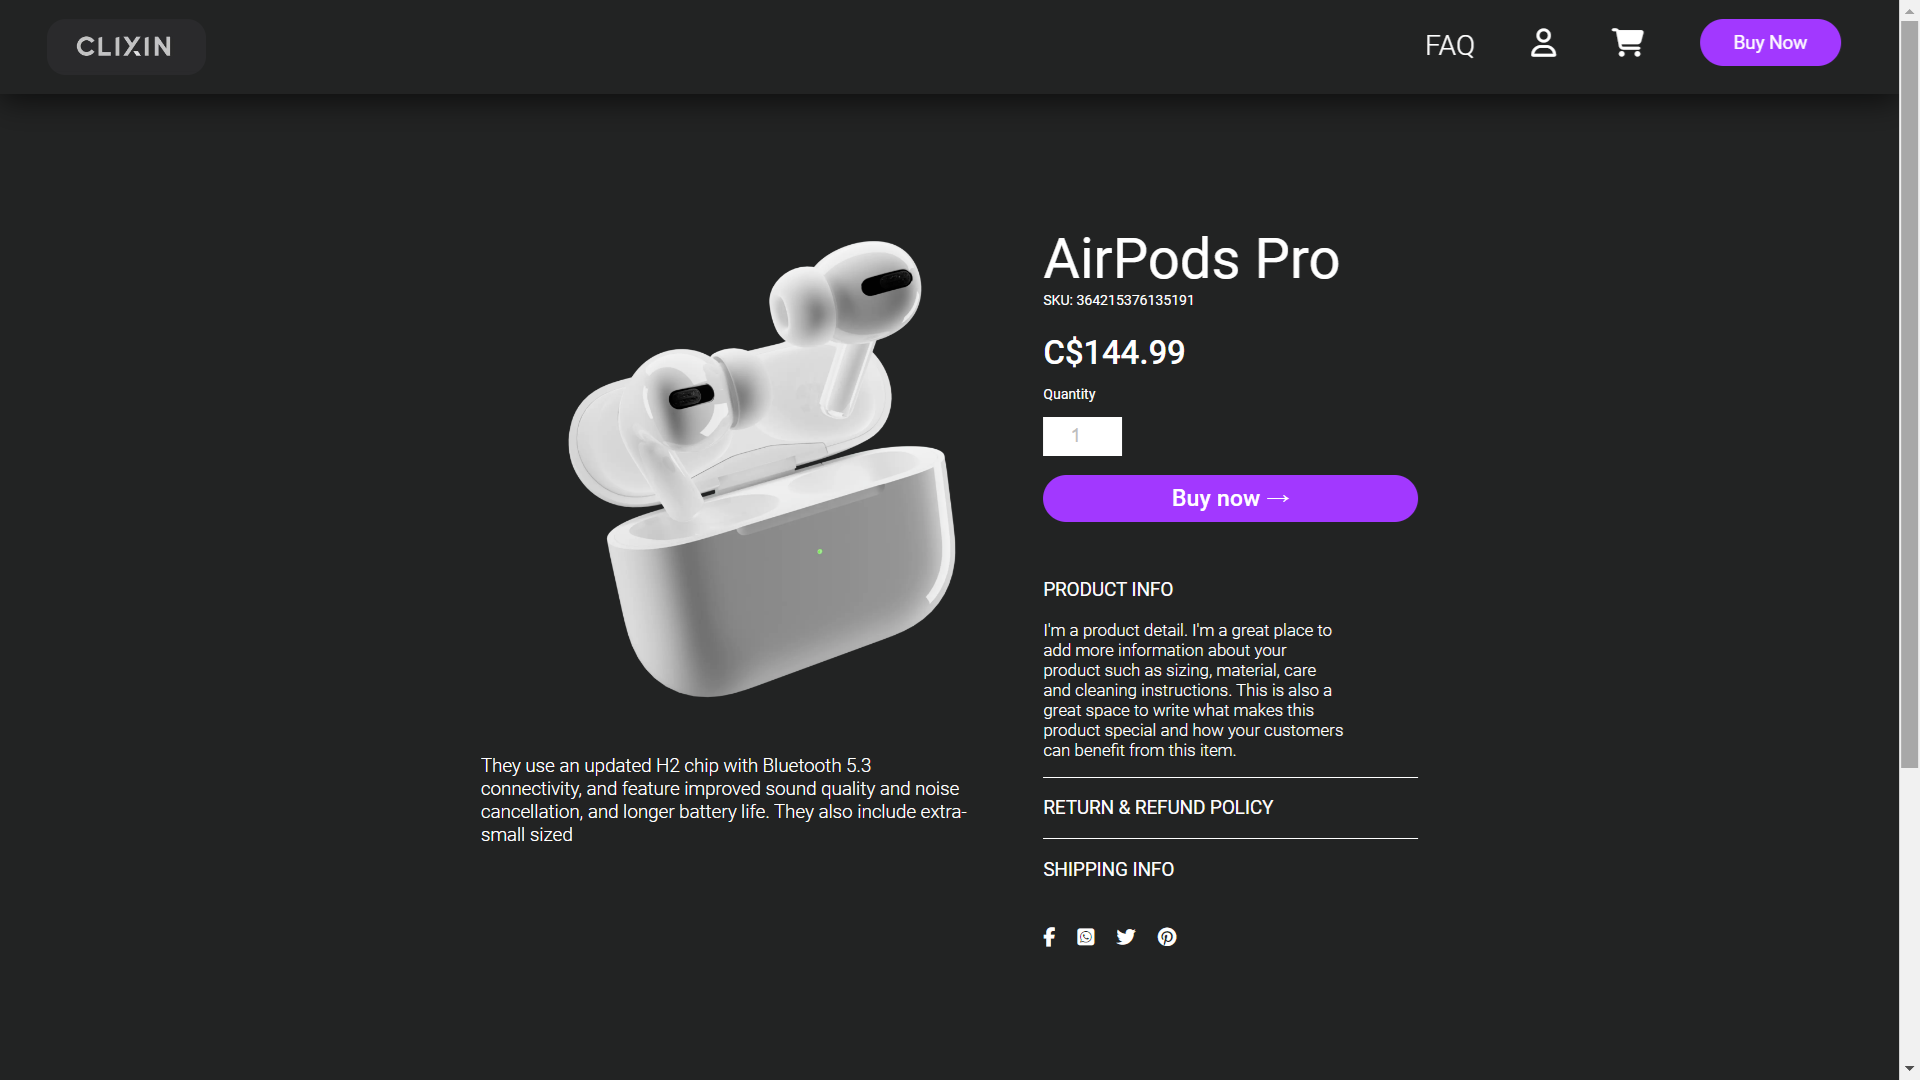 CLIXIN
FAQ
Buy Now
AirPods Pro
SKU: 364215376135191
C$144.99
Quantity
1
Buy now →
PRODUCT INFO
I'm a product detail. I'm a great place to
add more information about your
product such as sizing, material, care
and cleaning instructions. This is also a
great space to write what makes this
product special and how your customers
can benefit from this item.
RETURN & REFUND POLICY
SHIPPING INFO
They use an updated H2 chip with Bluetooth 5.3
connectivity, and feature improved sound quality and noise
cancellation, and longer battery life. They also include extra-
small sized